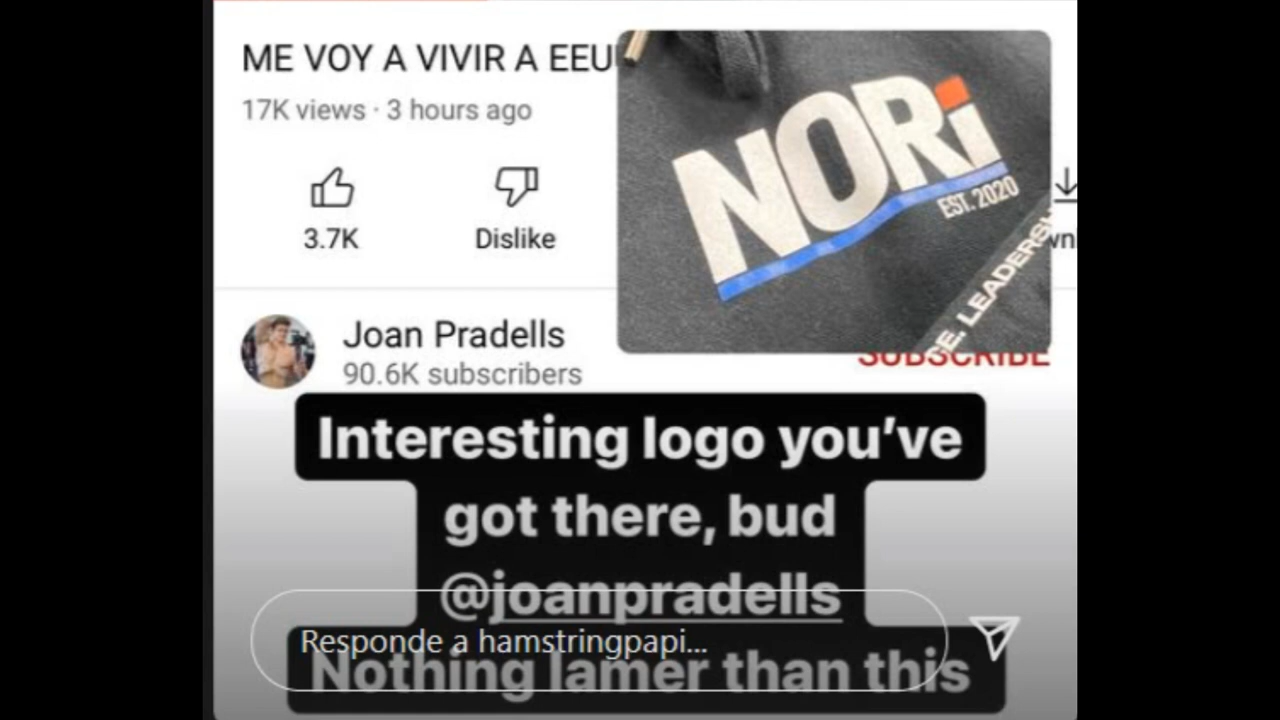 ME VOY A VIVIR A EEU
17K views · 3 hours ago
3.7K
Dislike
NORi
EST. 2020
Joan Pradells
90.6K subscribers
SUBSCRIBE
Interesting logo you've
got there, bud
@joanpradells
Responde a hamstringpapi...
Nothing lamer than this